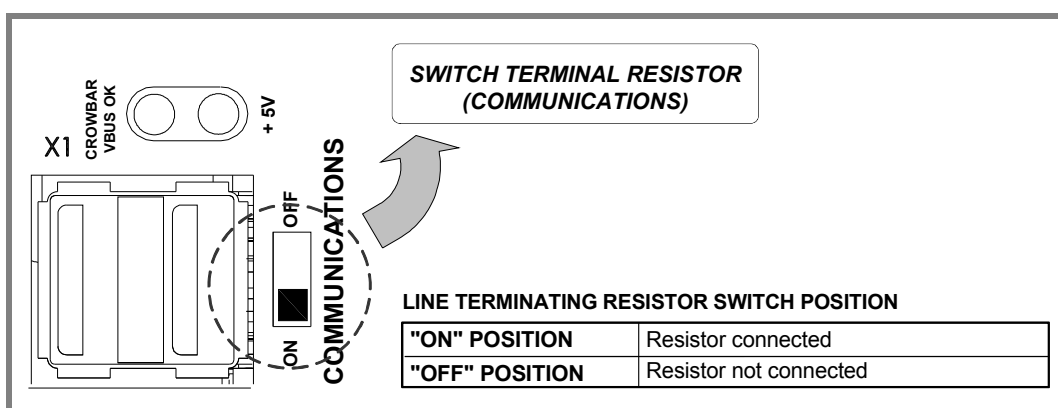 SWITCH TERMINAL RESISTOR
(COMMUNICATIONS)
X1
CROWBAR
VBUS OK
+ 5V
OFF
ON
COMMUNICATIONS
LINE TERMINATING RESISTOR SWITCH POSITION
"ON" POSITION Resistor connected
"OFF" POSITION Resistor not connected